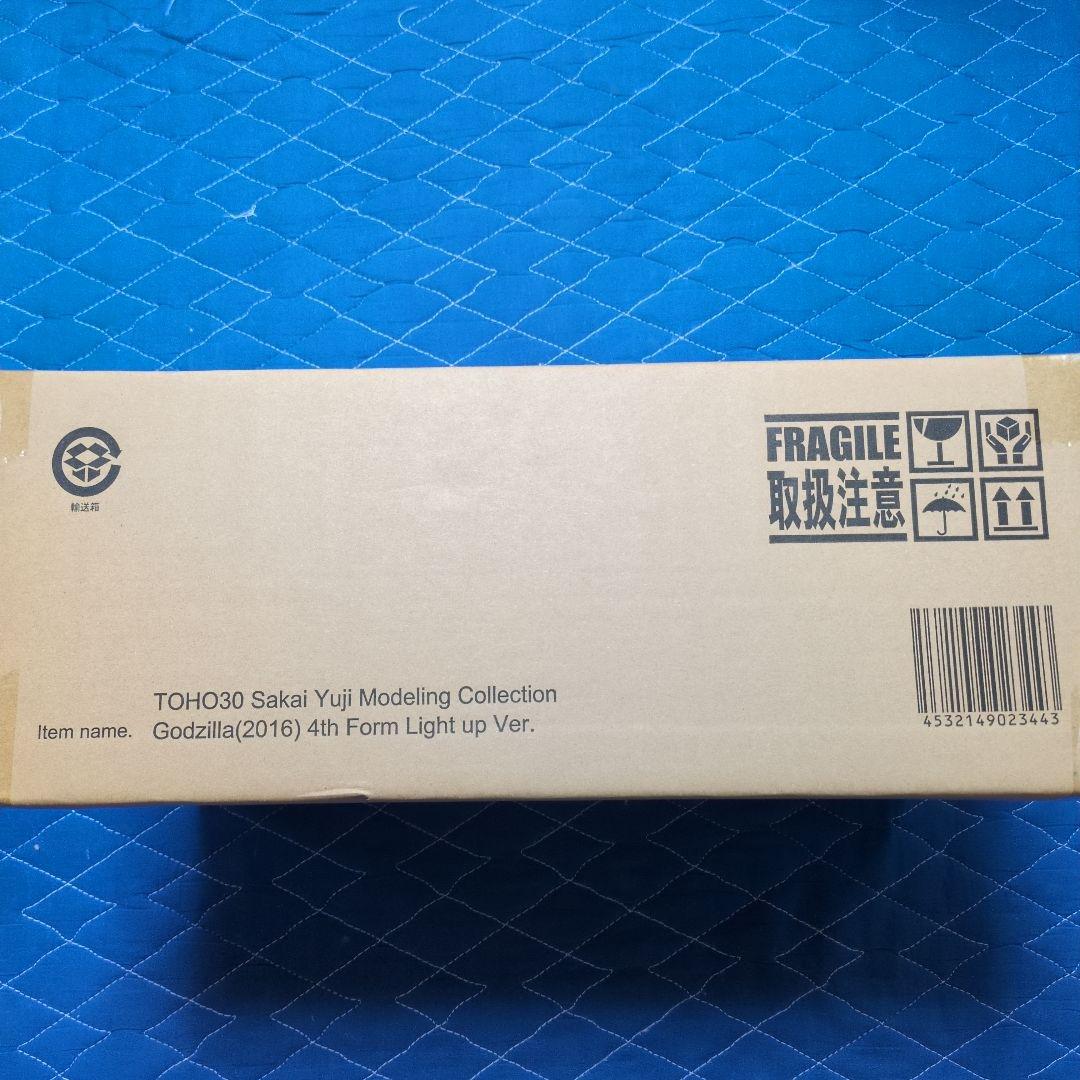 FRAGILE
取扱注意
輸送箱
TOHO30 Sakai Yuji Modeling Collection
Item name. Godzilla(2016) 4th Form Light up Ver.
4532149023443